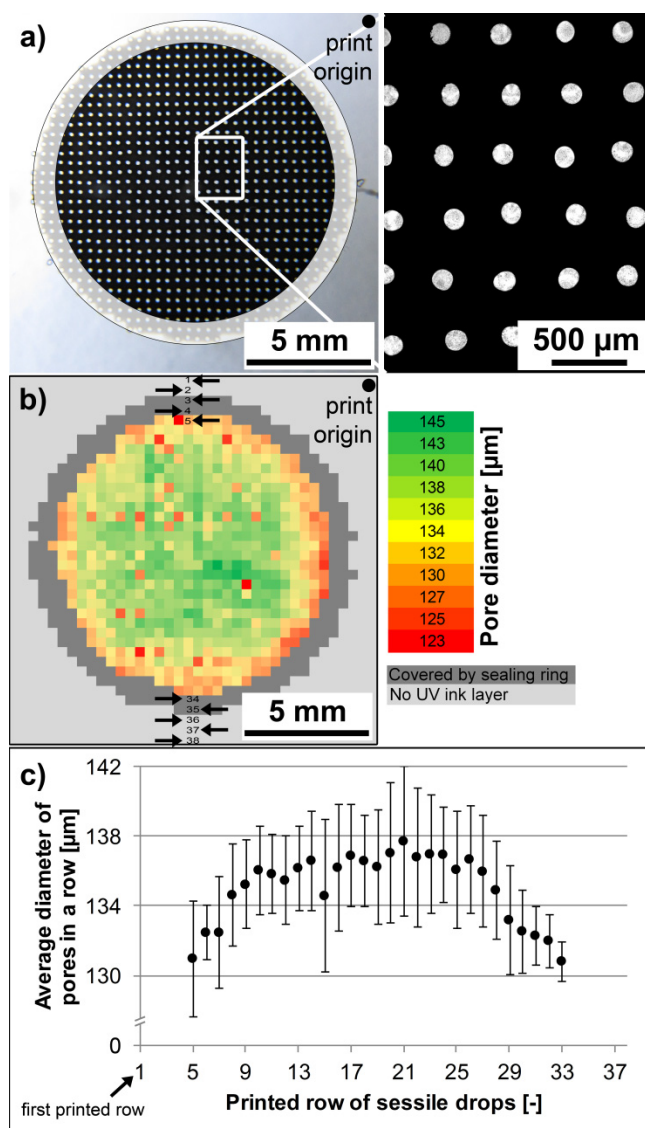 a)
print
origin
5 mm
500 µm
b)
1
2
3
4
5
print
origin
34
35
36
37
38
5 mm
145
143
140
138
136
134
132
130
127
125
123
Pore diameter [µm]
Covered by sealing ring
No UV ink layer
c)
Average diameter of
pores in a row [µm]
142
138
134
130
0
1 5 9 13 17 21 25 29 33 37
first printed row
Printed row of sessile drops [-]